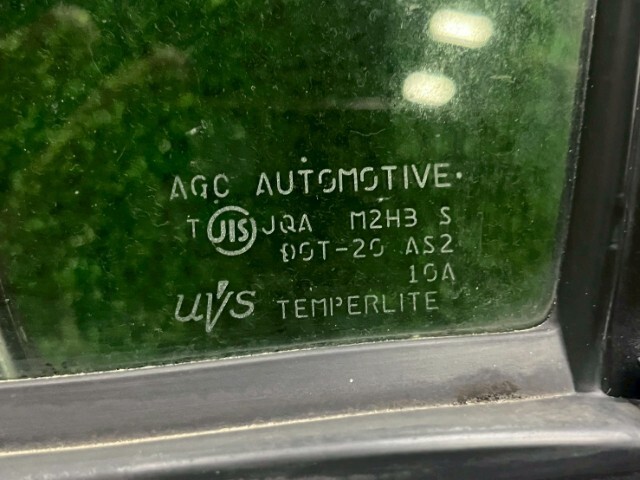 AGC AUTOMOTIVE
T JIS JQA M2H3 S
DOT-20 AS2
10A
UVS TEMPERLITE